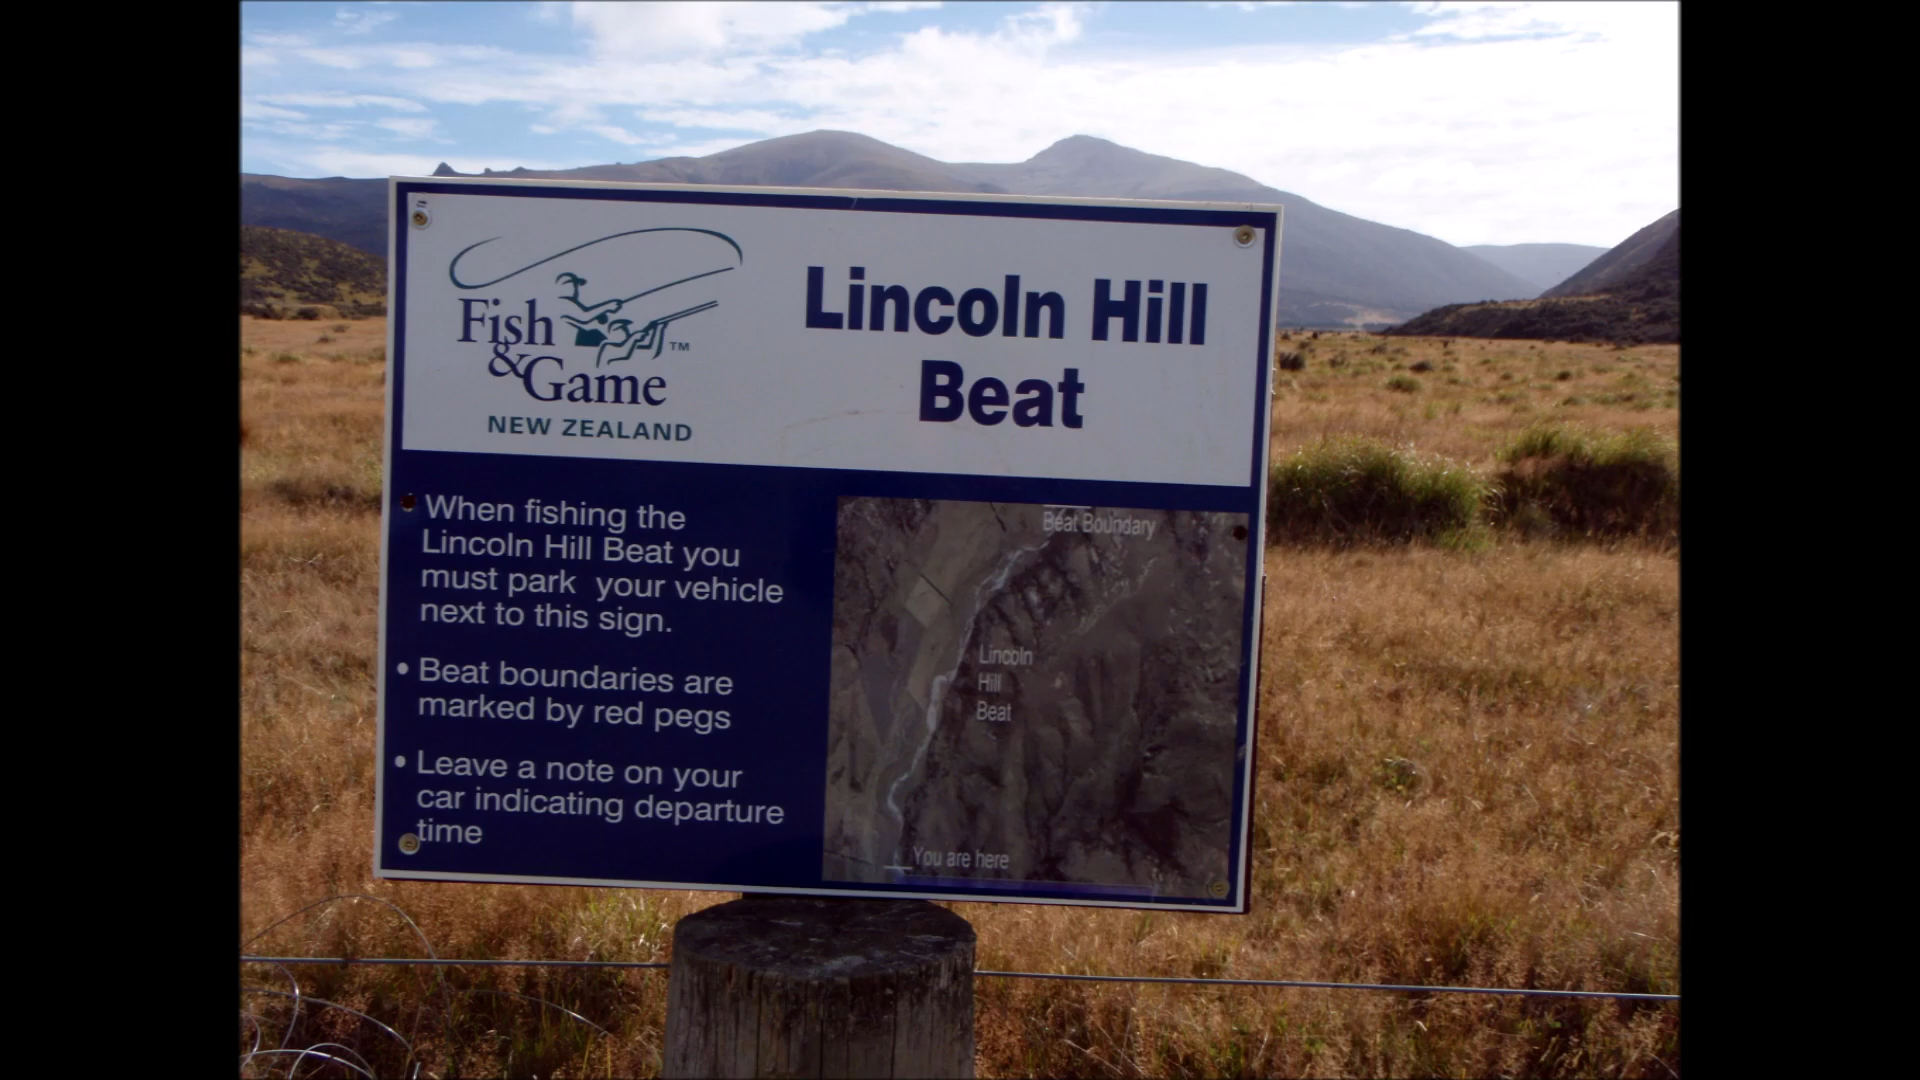 Fish
&Game
™
NEW ZEALAND
Lincoln Hill
Beat
When fishing the
Lincoln Hill Beat you
must park your vehicle
next to this sign.
• Beat boundaries are
marked by red pegs
• Leave a note on your
car indicating departure
time
Beat Boundary
Lincoln
Hill
Beat
You are here